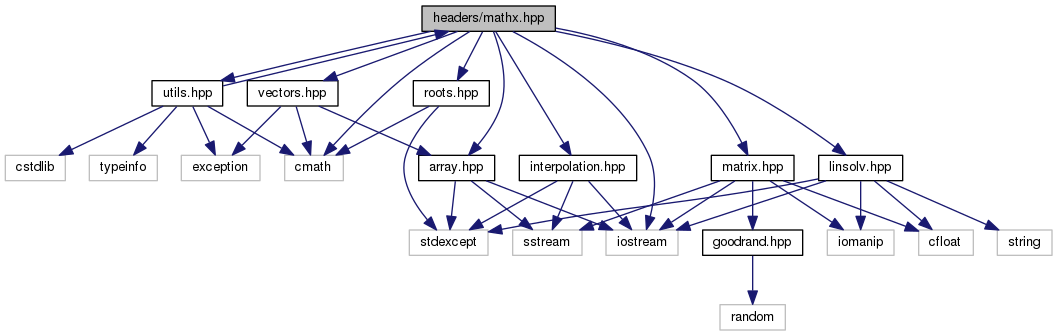 headers/mathx.hpp
utils.hpp
vectors.hpp
roots.hpp
cstdlib
typeinfo
exception
cmath
array.hpp
interpolation.hpp
matrix.hpp
linsolv.hpp
stdexcept
sstream
iostream
goodrand.hpp
iomanip
cfloat
string
random